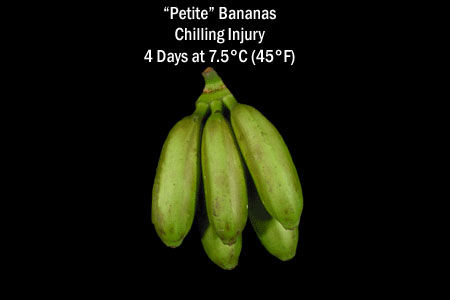 “Petite” Bananas
Chilling Injury
4 Days at 7.5°C (45°F)